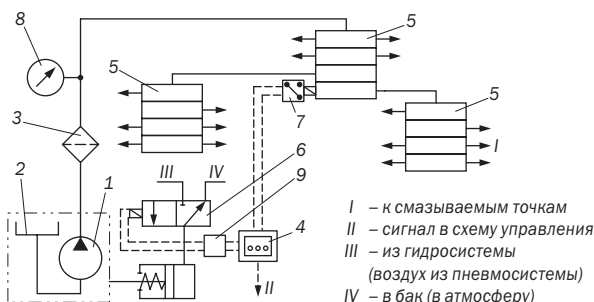 8
5
5
5
3
7
2
1
III
IV
6
9
4
I
II
I – к смазываемым точкам
II – сигнал в схему управления
III – из гидросистемы
(воздух из пневмосистемы)
IV – в бак (в атмосферу)